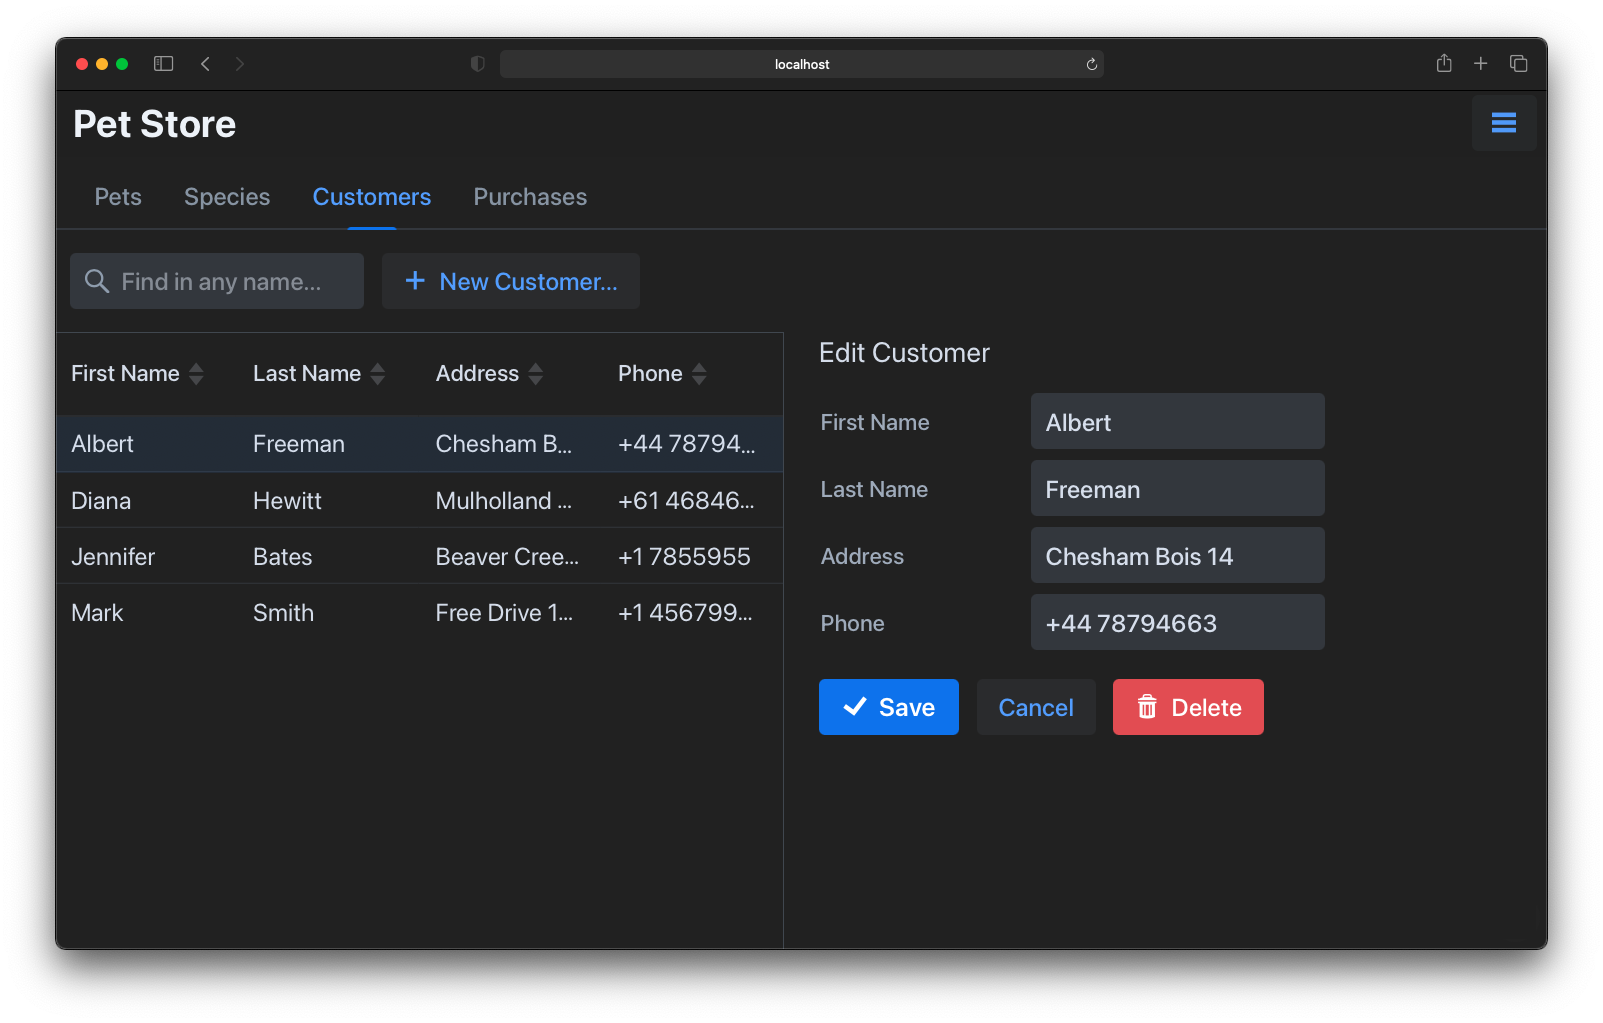 localhost
Pet Store
Pets Species Customers Purchases
Find in any name...
+ New Customer...
First Name Last Name Address Phone
Albert Freeman Chesham B... +44 78794...
Diana Hewitt Mulholland ... +61 46846...
Jennifer Bates Beaver Cree... +1 7855955
Mark Smith Free Drive 1... +1 456799...
Edit Customer
First Name Albert
Last Name Freeman
Address Chesham Bois 14
Phone +44 78794663
Save Cancel Delete